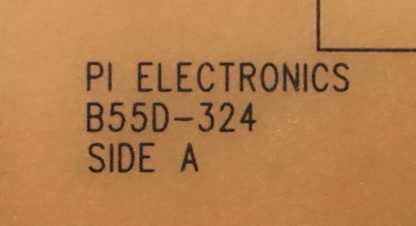 PI ELECTRONICS
B55D-324
SIDE A